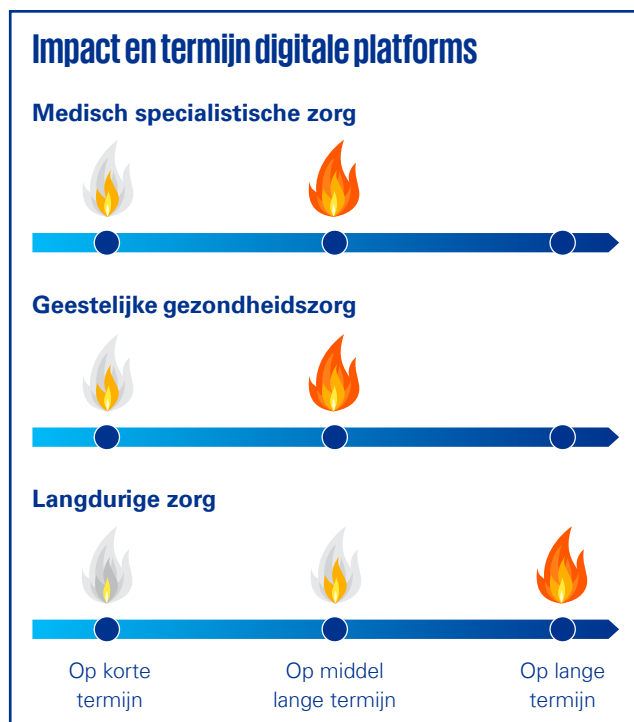 Impact en termijn digitale platforms
Medisch specialistische zorg
Geestelijke gezondheidszorg
Langdurige zorg
Op korte
termijn
Op middel
lange termijn
Op lange
termijn